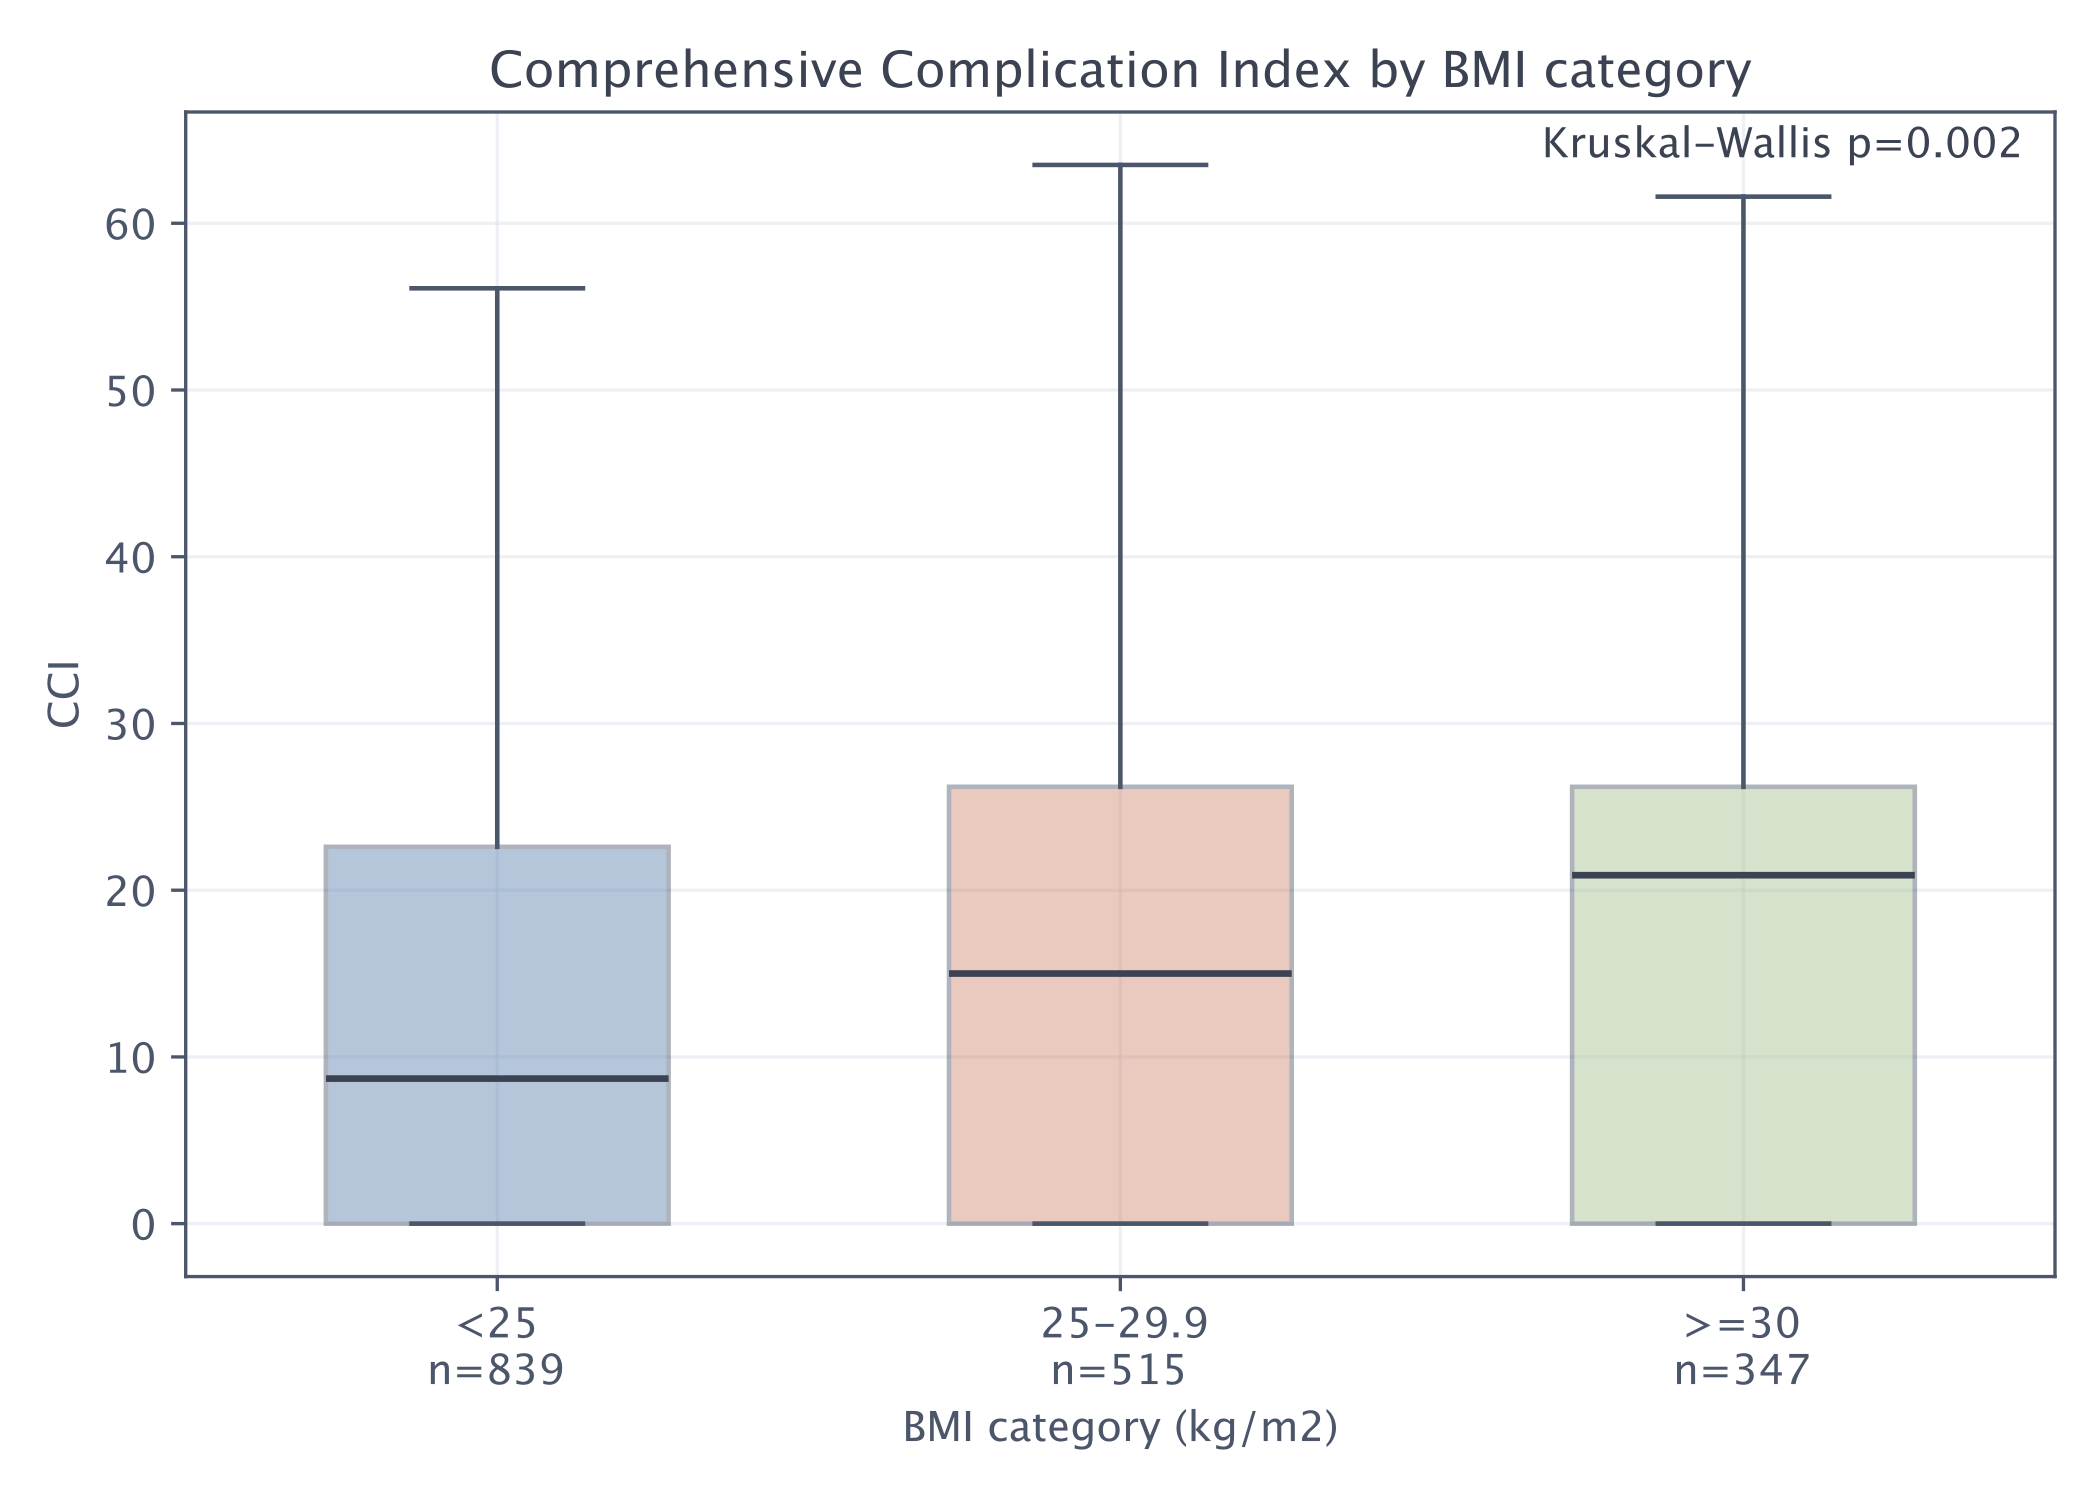 Comprehensive Complication Index by BMI category
Kruskal–Wallis p=0.002
60
50
40
30
20
10
0
CCI
<25
n=839
25–29.9
n=515
>=30
n=347
BMI category (kg/m2)